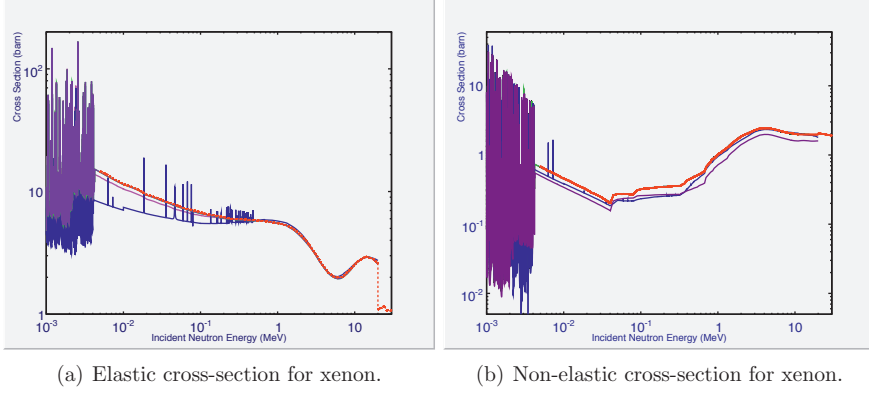 Cross Section (barn)
10²
10
1
10⁻³
10⁻²
10⁻¹
1
10
Incident Neutron Energy (MeV)
(a) Elastic cross-section for xenon.
Cross Section (barn)
10
1
10⁻¹
10⁻²
10⁻³
10⁻²
10⁻¹
1
10
Incident Neutron Energy (MeV)
(b) Non-elastic cross-section for xenon.